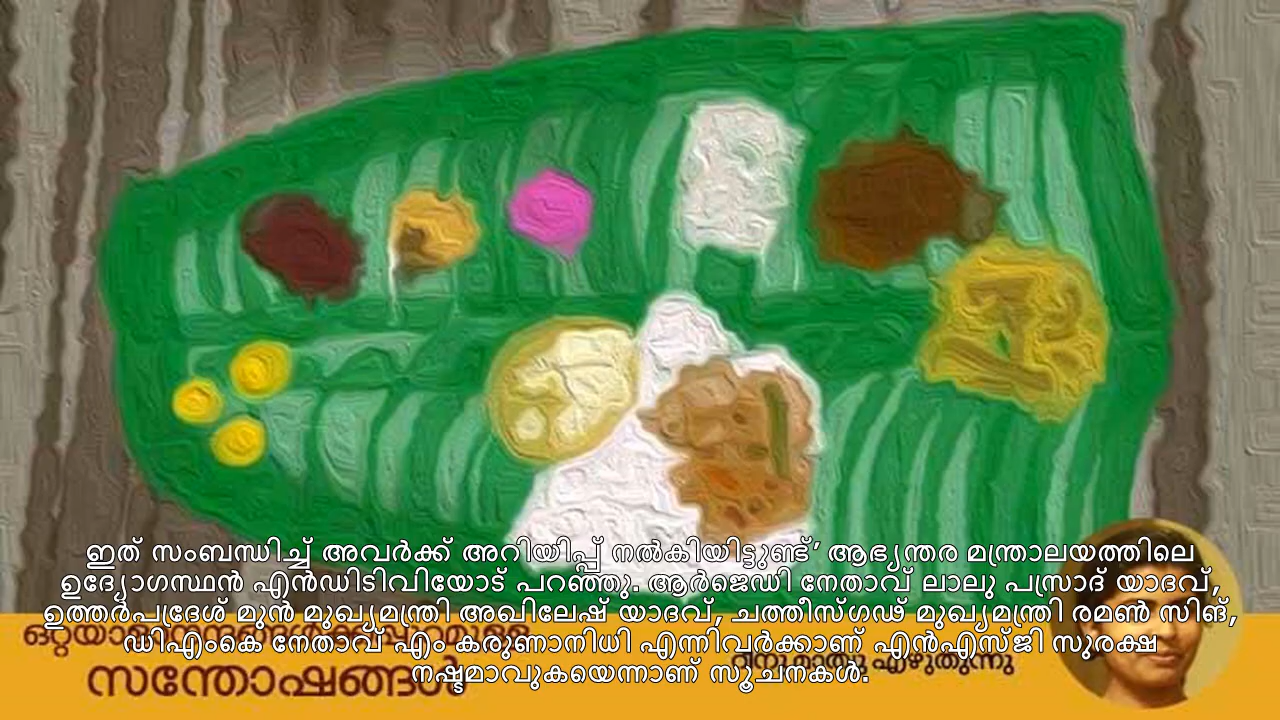 ഇത് സംബന്ധിച്ച് അവർക്ക് അറിയിപ്പ് നൽകിയിട്ടുണ്ട്’ ആഭ്യന്തര മന്ത്രാലയത്തിലെ
ഉദ്യോഗസ്ഥൻ എൻഡിടിവിയോട് പറഞ്ഞു. ആർജെഡി നേതാവ് ലാലു പ്രസാദ് യാദവ്,
ഉത്തർപ്രദേശ് മുൻ മുഖ്യമന്ത്രി അഖിലേഷ് യാദവ്, ചത്തീസ്ഗഢ് മുഖ്യമന്ത്രി രമൺ സിങ്,
ഡിഎംകെ നേതാവ് എം കരുണാനിധി എന്നിവർക്കാണ് എൻഎസ്ജി സുരക്ഷ
നഷ്ടമാവുകയെന്നാണ് സൂചനകൾ.
സന്തോഷങ്ങൾ
എഴുതുന്നു